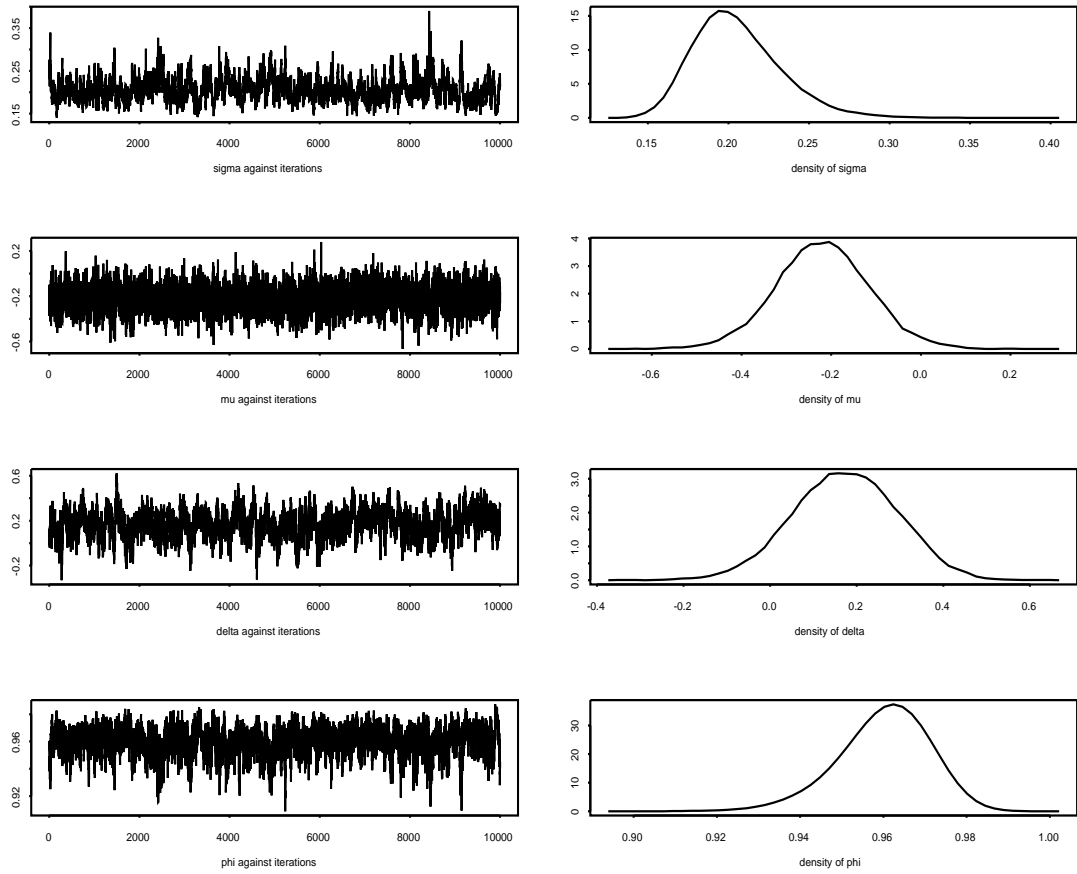 0.35
0.25
0.15
0 2000 4000 6000 8000 10000
sigma against iterations
15
10
5
0
0.15 0.20 0.25 0.30 0.35 0.40
density of sigma
0.2
-0.2
-0.6
0 2000 4000 6000 8000 10000
mu against iterations
4
3
2
1
0
-0.6 -0.4 -0.2 0.0 0.2
density of mu
0.6
0.2
-0.2
0 2000 4000 6000 8000 10000
delta against iterations
3.0
2.0
1.0
0.0
-0.4 -0.2 0.0 0.2 0.4 0.6
density of delta
0.96
0.92
0 2000 4000 6000 8000 10000
phi against iterations
30
20
10
0
0.90 0.92 0.94 0.96 0.98 1.00
density of phi